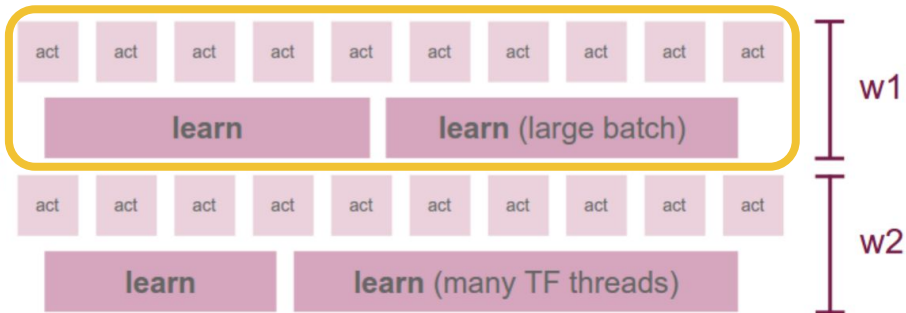 act act act act act act act act act act
w1
learn learn (large batch)
act act act act act act act act act act
w2
learn learn (many TF threads)